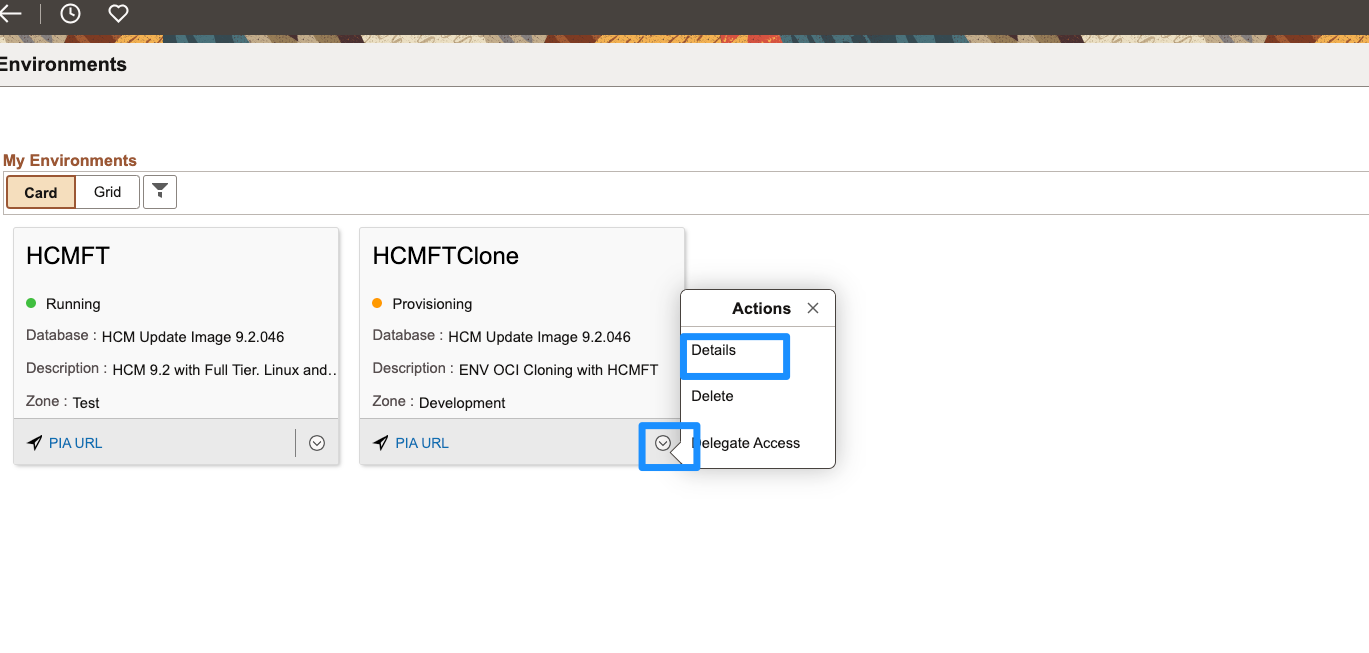 Environments
My Environments
Card Grid
HCMFT
Running
Database : HCM Update Image 9.2.046
Description : HCM 9.2 with Full Tier. Linux and...
Zone : Test
PIA URL
HCMFTClone
Provisioning
Database : HCM Update Image 9.2.046
Description : ENV OCI Cloning with HCMFT
Zone : Development
PIA URL
Actions
Details
Delete
Delegate Access